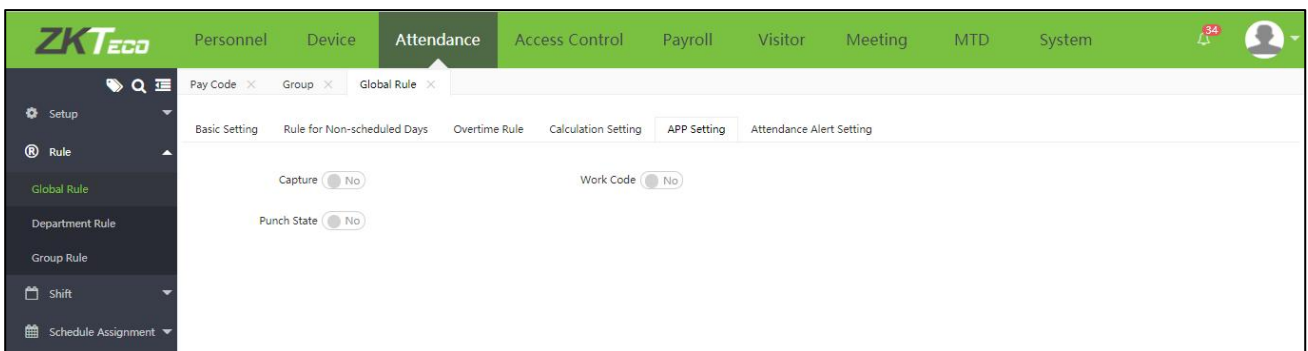 ZKTECO Personnel Device Attendance Access Control Payroll Visitor Meeting MTD System 34
Pay Code Group Global Rule
Setup
Basic Setting Rule for Non-scheduled Days Overtime Rule Calculation Setting APP Setting Attendance Alert Setting
Rule
Capture No Work Code No
Global Rule
Punch State No
Department Rule
Group Rule
Shift
Schedule Assignment